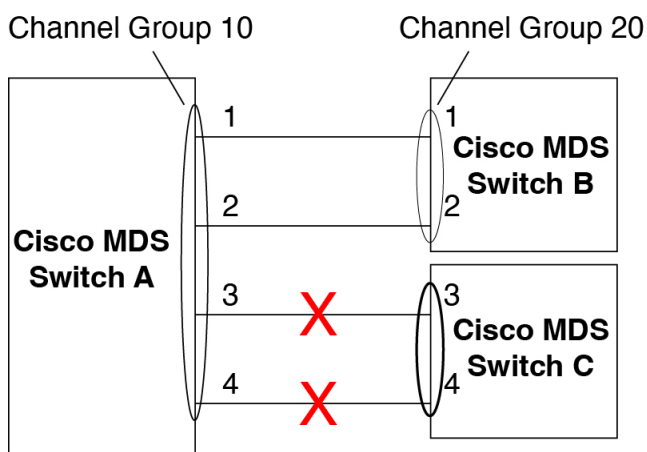 Channel Group 10
Channel Group 20
1
1
Cisco MDS
Switch B
2
2
Cisco MDS
Switch A
3
X
3
Cisco MDS
Switch C
4
X
4